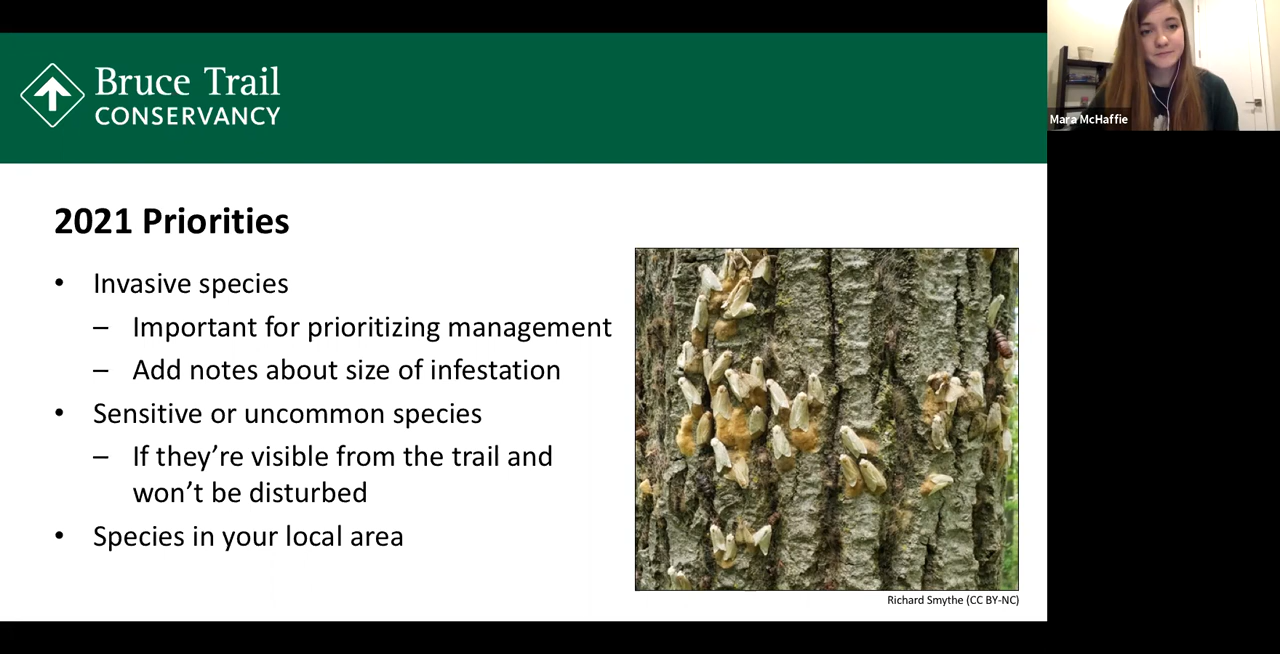 Bruce Trail
CONSERVANCY
Mara McHaffie
2021 Priorities
• Invasive species
– Important for prioritizing management
– Add notes about size of infestation
• Sensitive or uncommon species
– If they're visible from the trail and
won't be disturbed
• Species in your local area
Richard Smythe (CC BY-NC)